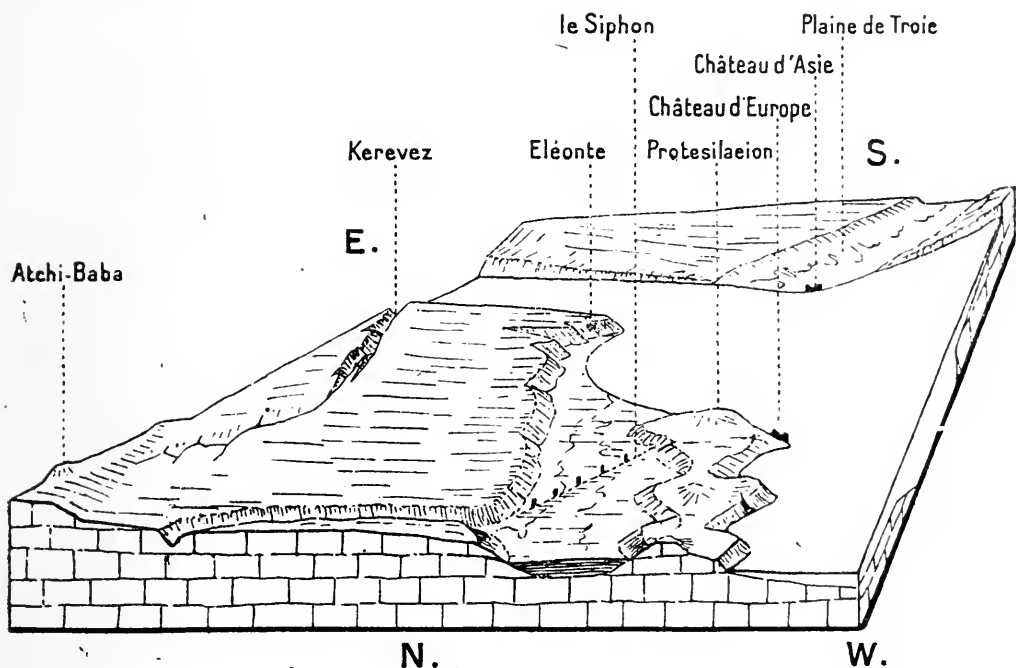 le Siphon
Plaine de Troie
Château d'Asie
Château d'Europe
Kerevez
Eléonte
Protesilaeion
S.
E.
Atchi-Baba
N.
W.